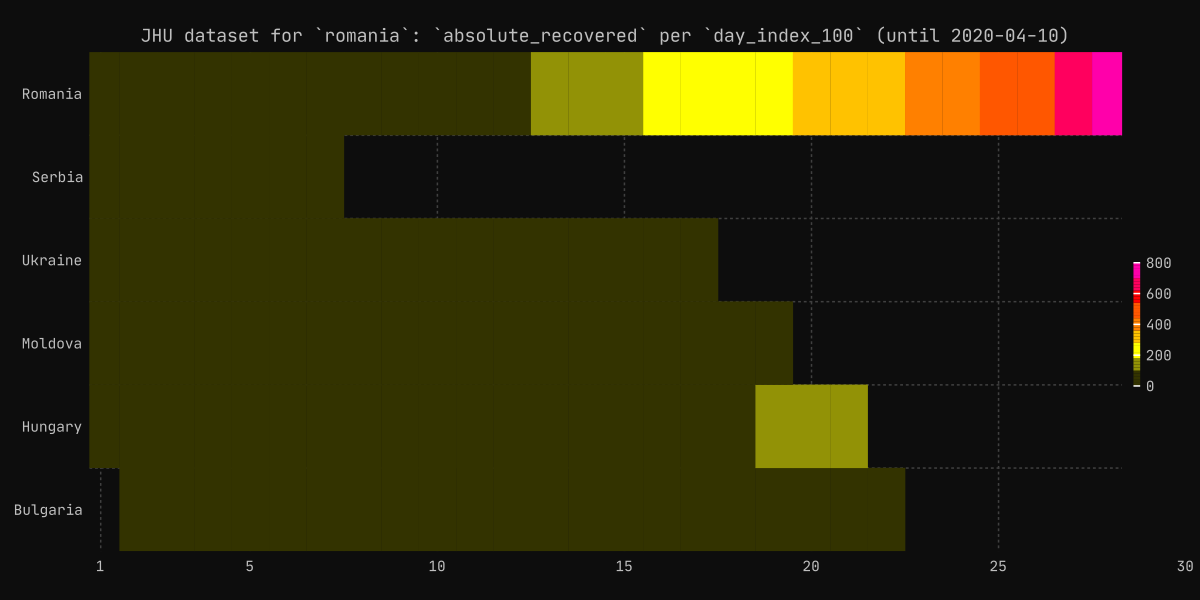 JHU dataset for `romania`: `absolute_recovered` per `day_index_100` (until 2020-04-10)
Romania
Serbia
Ukraine
Moldova
Hungary
Bulgaria
800
600
400
200
0
1 5 10 15 20 25 30